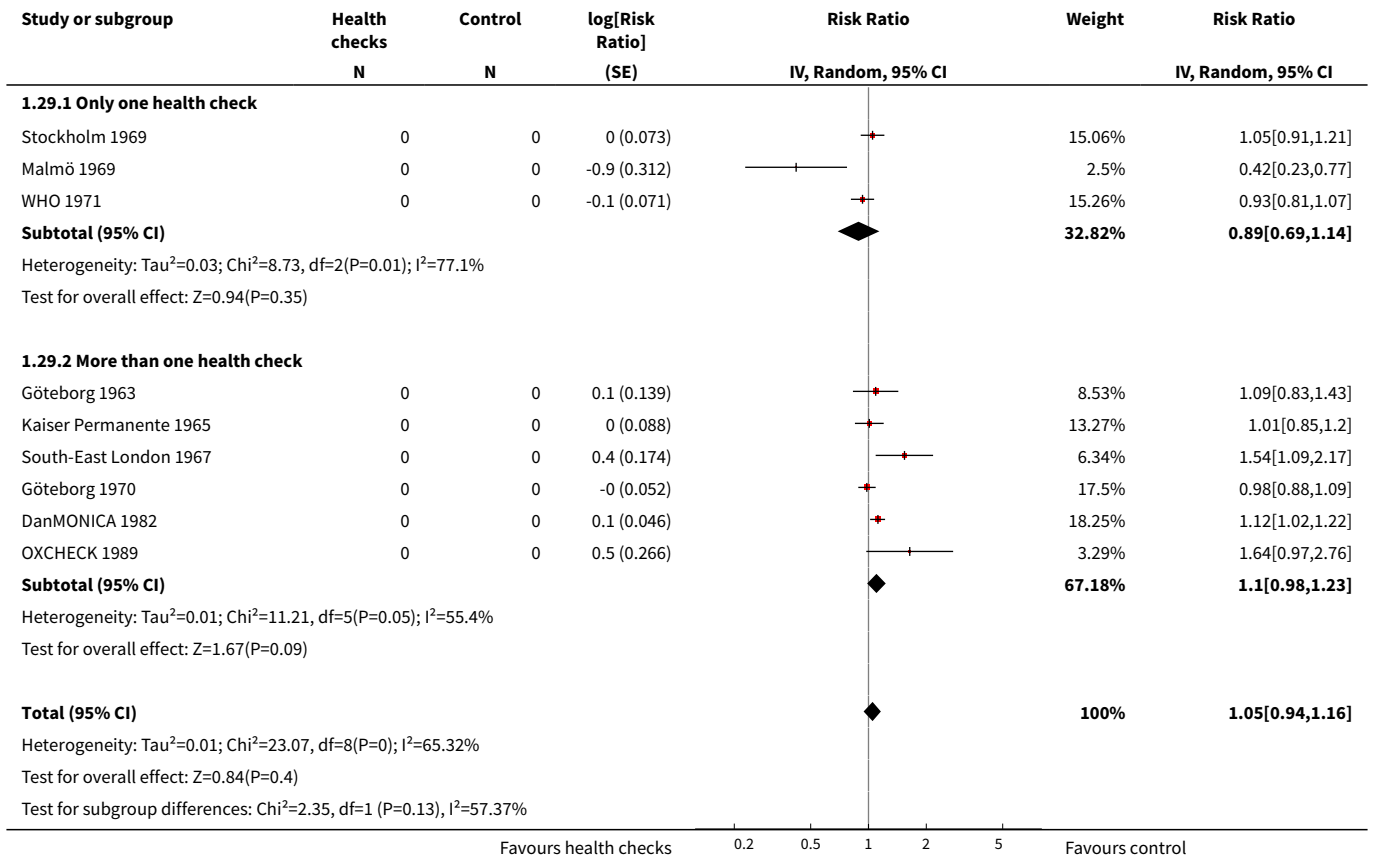 Study or subgroup Health checks Control log[Risk Ratio] Risk Ratio Weight Risk Ratio
N N (SE) IV, Random, 95% CI IV, Random, 95% CI
1.29.1 Only one health check
Stockholm 1969 0 0 0 (0.073) 15.06% 1.05[0.91,1.21]
Malmö 1969 0 0 -0.9 (0.312) 2.5% 0.42[0.23,0.77]
WHO 1971 0 0 -0.1 (0.071) 15.26% 0.93[0.81,1.07]
Subtotal (95% CI) 32.82% 0.89[0.69,1.14]
Heterogeneity: Tau²=0.03; Chi²=8.73, df=2(P=0.01); I²=77.1%
Test for overall effect: Z=0.94(P=0.35)
1.29.2 More than one health check
Göteborg 1963 0 0 0.1 (0.139) 8.53% 1.09[0.83,1.43]
Kaiser Permanente 1965 0 0 0 (0.088) 13.27% 1.01[0.85,1.2]
South-East London 1967 0 0 0.4 (0.174) 6.34% 1.54[1.09,2.17]
Göteborg 1970 0 0 -0 (0.052) 17.5% 0.98[0.88,1.09]
DanMONICA 1982 0 0 0.1 (0.046) 18.25% 1.12[1.02,1.22]
OXCHECK 1989 0 0 0.5 (0.266) 3.29% 1.64[0.97,2.76]
Subtotal (95% CI) 67.18% 1.1[0.98,1.23]
Heterogeneity: Tau²=0.01; Chi²=11.21, df=5(P=0.05); I²=55.4%
Test for overall effect: Z=1.67(P=0.09)
Total (95% CI) 100% 1.05[0.94,1.16]
Heterogeneity: Tau²=0.01; Chi²=23.07, df=8(P=0); I²=65.32%
Test for overall effect: Z=0.84(P=0.4)
Test for subgroup differences: Chi²=2.35, df=1 (P=0.13), I²=57.37%
Favours health checks 0.2 0.5 1 2 5 Favours control